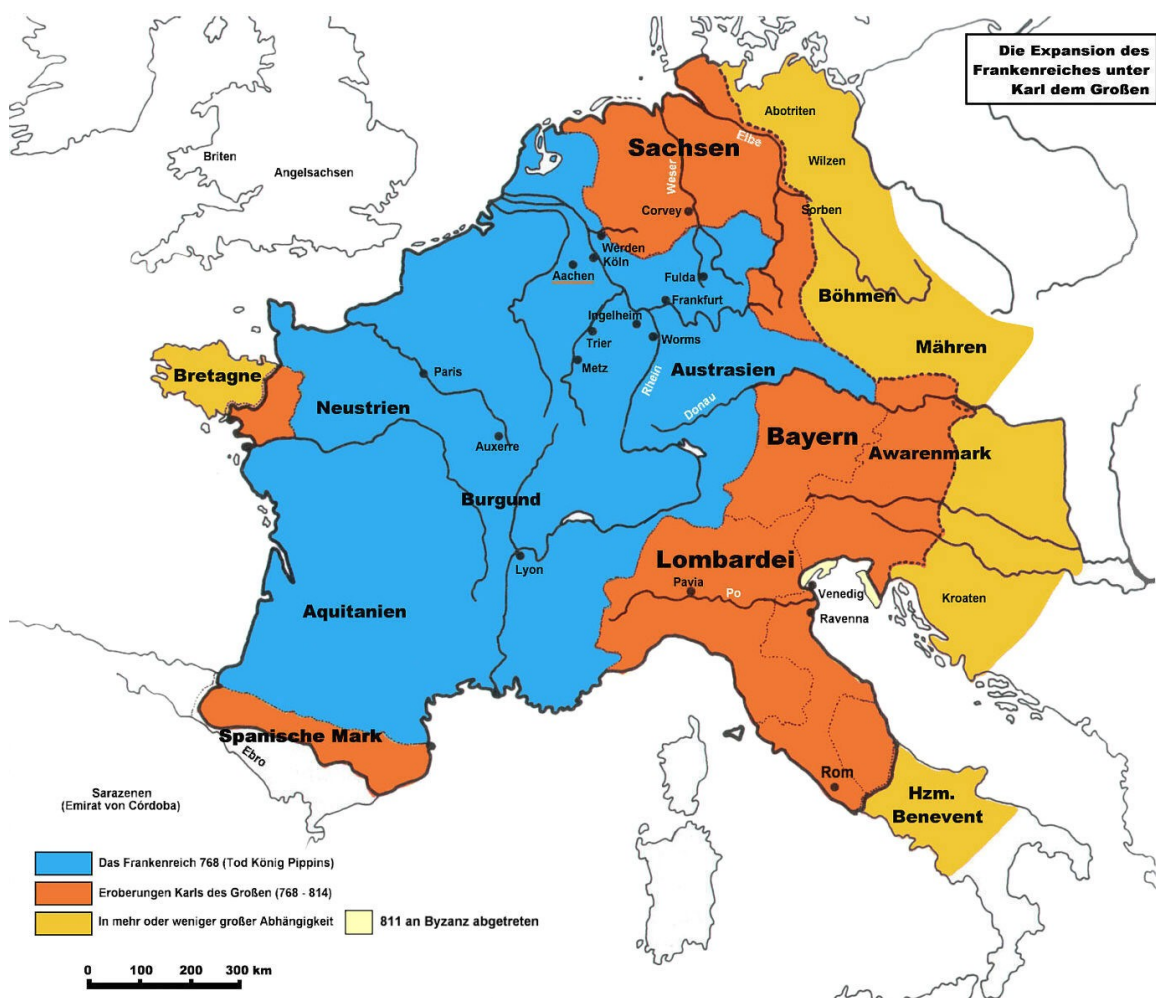 Die Expansion des
Frankenreiches unter
Karl dem Großen
Abotriten
Elbe
Sachsen
Briten
Angelsachsen
Wilzen
Weser
Corvey
Sorben
Werden
Köln
Aachen
Fulda
Böhmen
Frankfurt
Ingelheim
Trier
Worms
Mähren
Metz
Rhein
Austrasien
Bretagne
Paris
Neustrien
Donau
Bayern
Auxerre
Awarenmark
Burgund
Lyon
Lombardei
Pavia
Po
Venedig
Kroaten
Aquitanien
Ravenna
Spanische Mark
Ebro
Rom
Sarazenen
(Emirat von Córdoba)
Hzm.
Benevent
Das Frankenreich 768 (Tod König Pippins)
Eroberungen Karls des Großen (768 - 814)
In mehr oder weniger großer Abhängigkeit
811 an Byzanz abgetreten
0 100 200 300 km